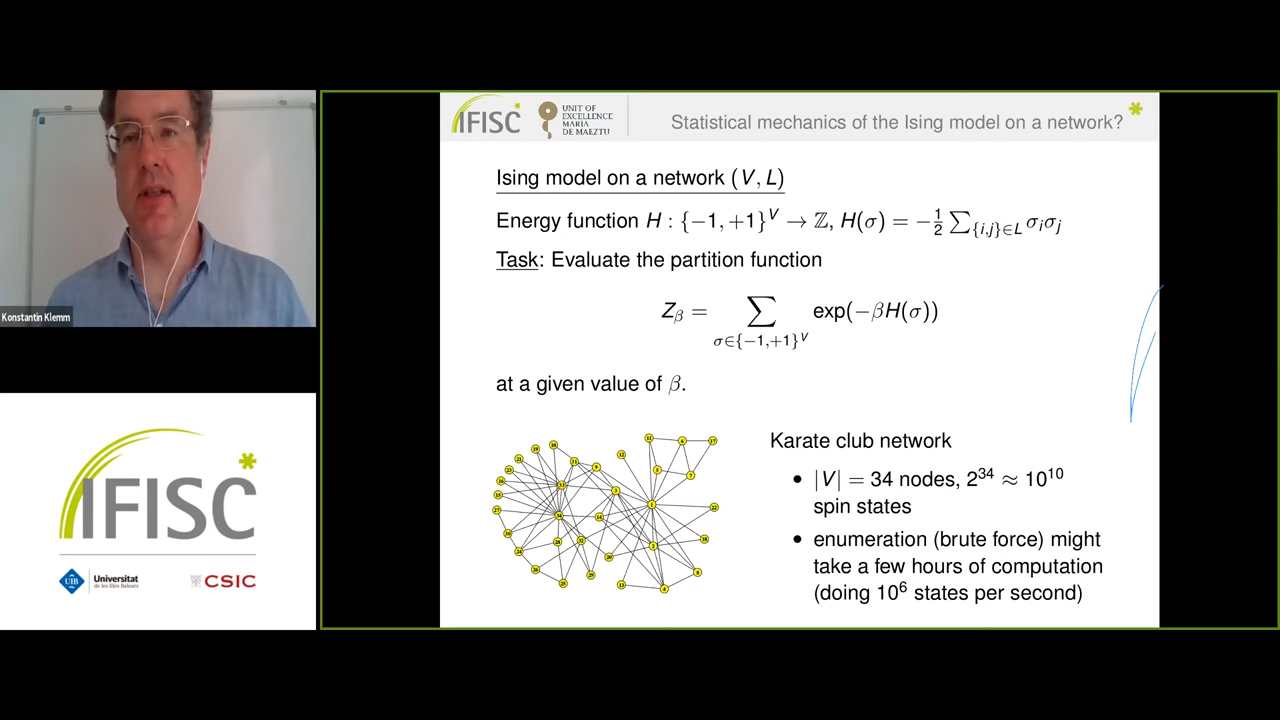 IFISC
UNIT OF
EXCELLENCE
MARÍA
DE MAEZTU
Statistical mechanics of the Ising model on a network?
Ising model on a network (V, L)
Energy function H : {−1, +1}^V → ℤ, H(σ) = −1/2 ∑_{{i,j}∈L} σ_iσ_j
Task: Evaluate the partition function
Z_β = ∑_{σ∈{−1,+1}^V} exp(−βH(σ))
at a given value of β.
Karate club network
• |V| = 34 nodes, 2^34 ≈ 10^10
spin states
• enumeration (brute force) might
take a few hours of computation
(doing 10^6 states per second)
Konstantin Klemm
IFISC
UIB
Universitat
de les Illes Balears
CSIC